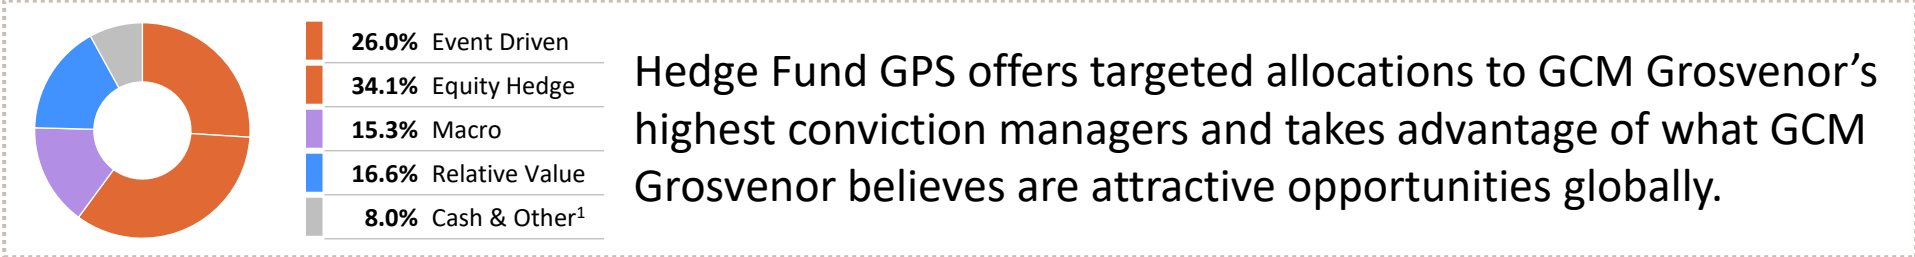 26.0% Event Driven
34.1% Equity Hedge
15.3% Macro
16.6% Relative Value
8.0% Cash & Other¹
Hedge Fund GPS offers targeted allocations to GCM Grosvenor’s
highest conviction managers and takes advantage of what GCM
Grosvenor believes are attractive opportunities globally.